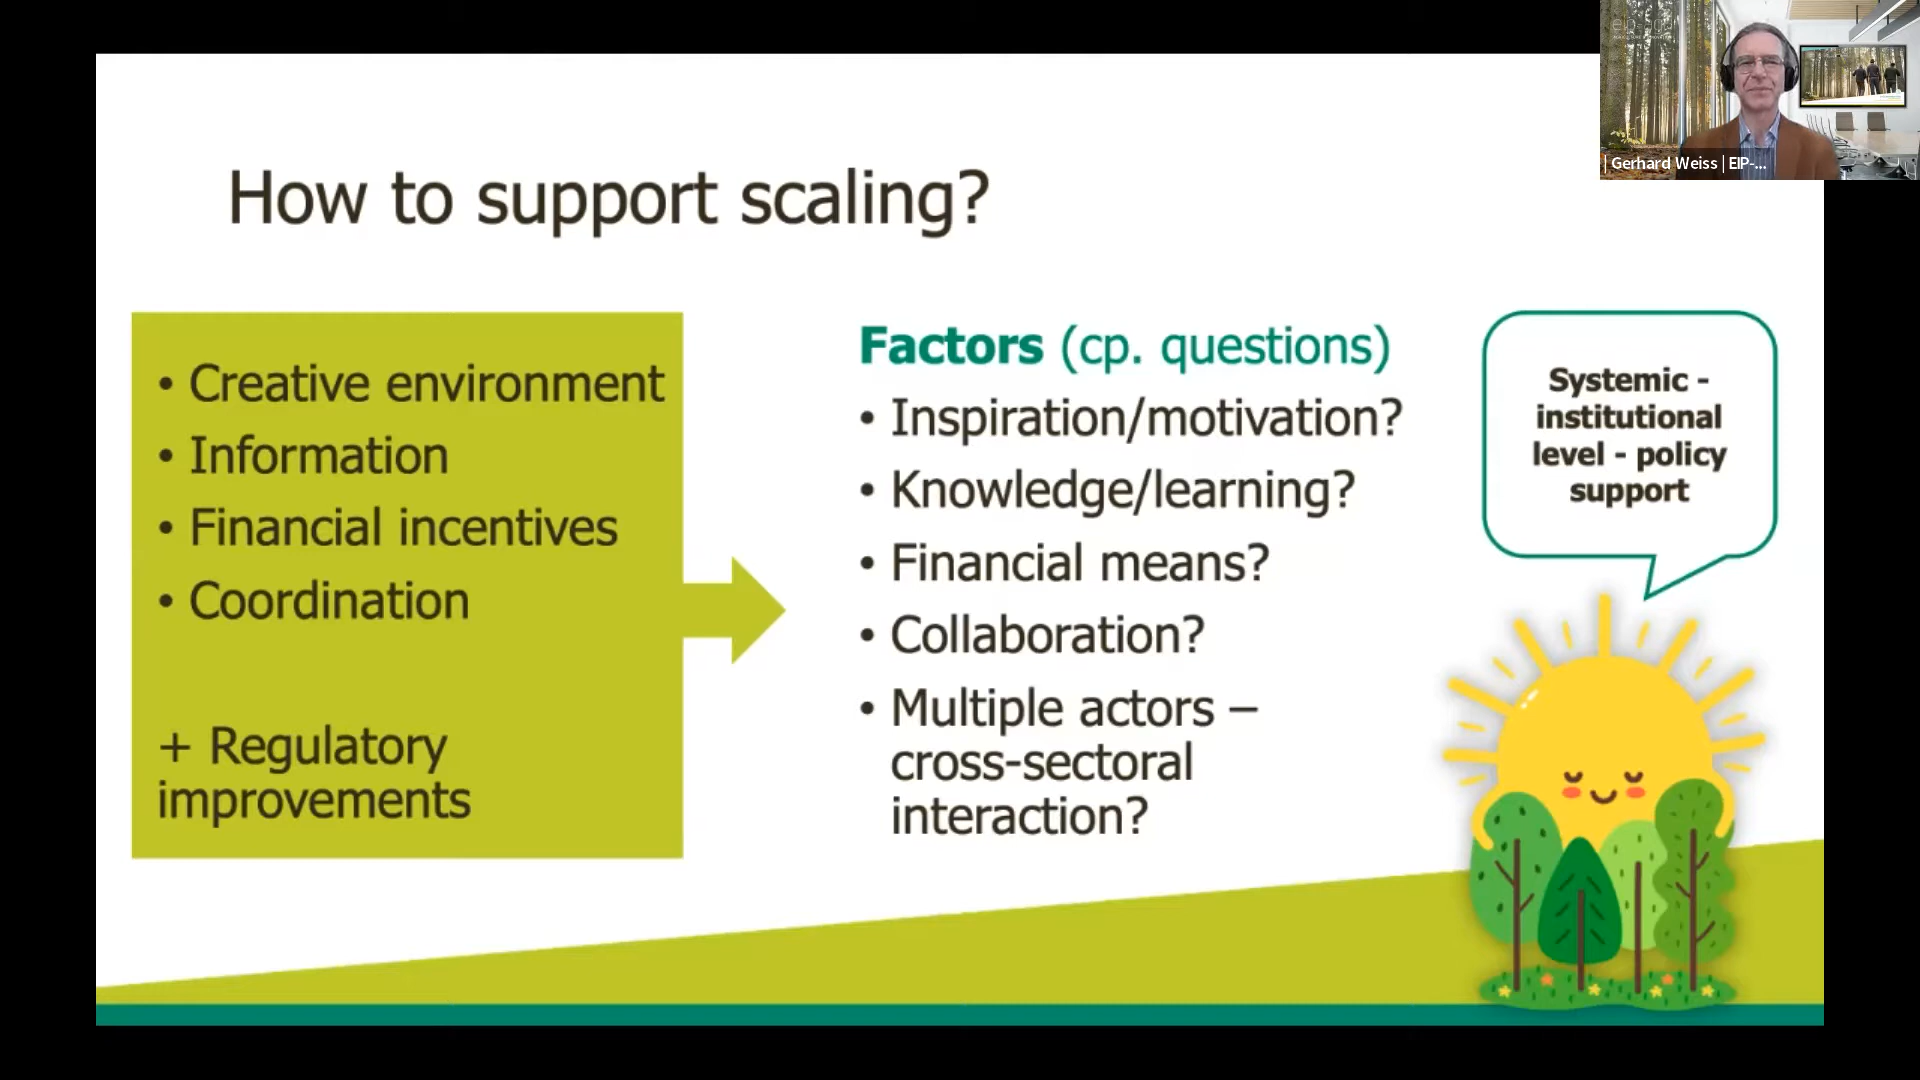 How to support scaling?
• Creative environment
• Information
• Financial incentives
• Coordination
+ Regulatory
improvements
Factors (cp. questions)
• Inspiration/motivation?
• Knowledge/learning?
• Financial means?
• Collaboration?
• Multiple actors –
cross-sectoral
interaction?
Systemic -
institutional
level - policy
support
| Gerhard Weiss | EIP-...